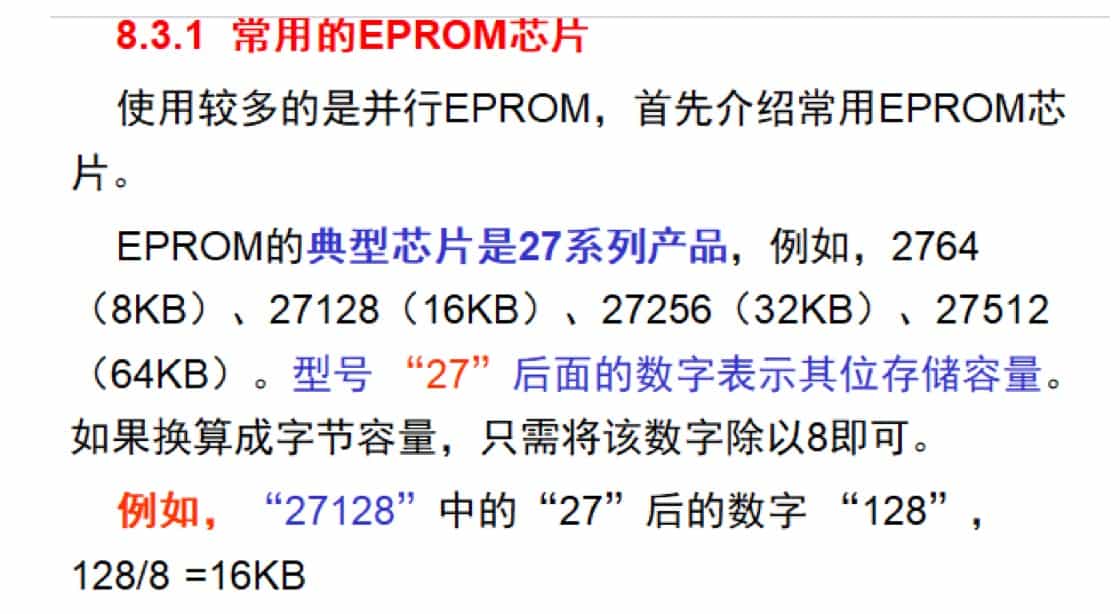 8.3.1 常用的EPROM芯片
使用较多的是并行EPROM，首先介绍常用EPROM芯
片。
EPROM的典型芯片是27系列产品，例如，2764
（8KB）、27128（16KB）、27256（32KB）、27512
（64KB）。型号 “27” 后面的数字表示其位存储容量。
如果换算成字节容量，只需将该数字除以8即可。
例如， “27128” 中的 “27” 后的数字 “128” ，
128/8 =16KB